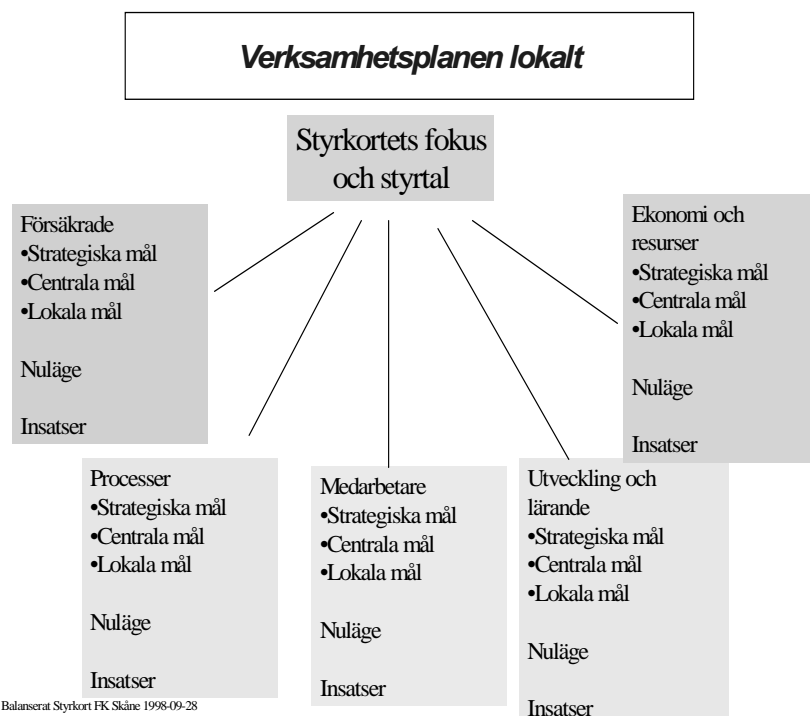 Verksamhetsplanen lokalt
Styrkortets fokus
och styrtal
Försäkrade
•Strategiska mål
•Centrala mål
•Lokala mål
Nuläge
Insatser
Ekonomi och
resurser
•Strategiska mål
•Centrala mål
•Lokala mål
Nuläge
Insatser
Processer
•Strategiska mål
•Centrala mål
•Lokala mål
Nuläge
Insatser
Medarbetare
•Strategiska mål
•Centrala mål
•Lokala mål
Nuläge
Insatser
Utveckling och
lärande
•Strategiska mål
•Centrala mål
•Lokala mål
Nuläge
Insatser
Balanserat Styrkort FK Skåne 1998-09-28